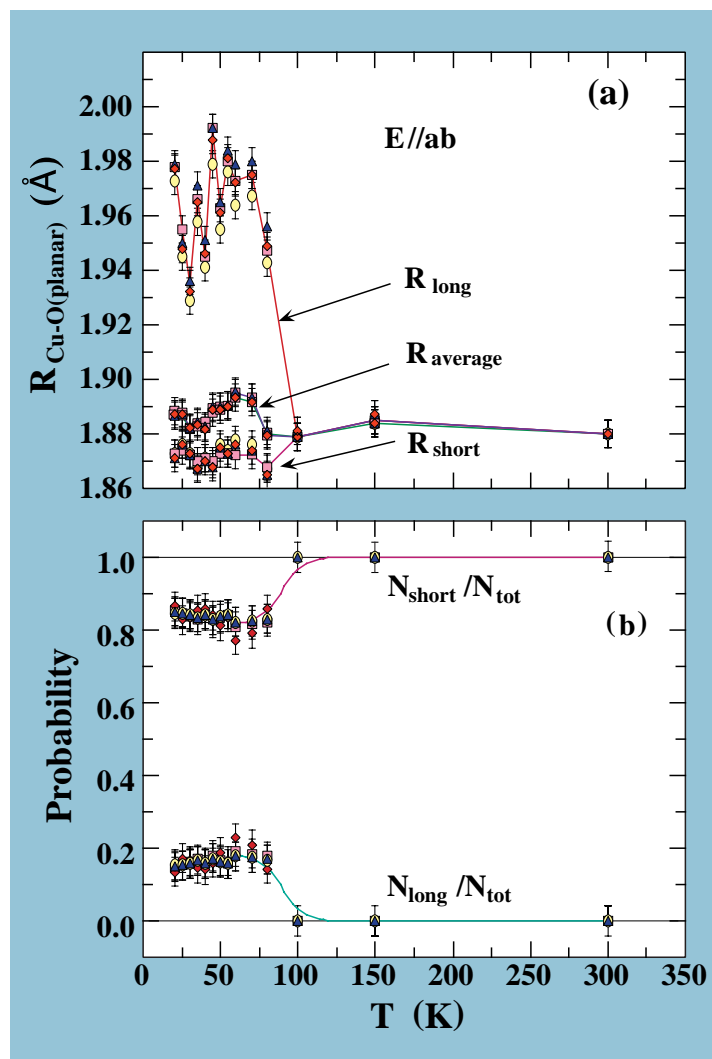 (a)
E//ab
R Cu-O(planar) (Å)
2.00
1.98
1.96
1.94
1.92
1.90
1.88
1.86
R long
R average
R short
(b)
Probability
1.0
0.8
0.6
0.4
0.2
0.0
N short /N tot
N long /N tot
0 50 100 150 200 250 300 350
T (K)